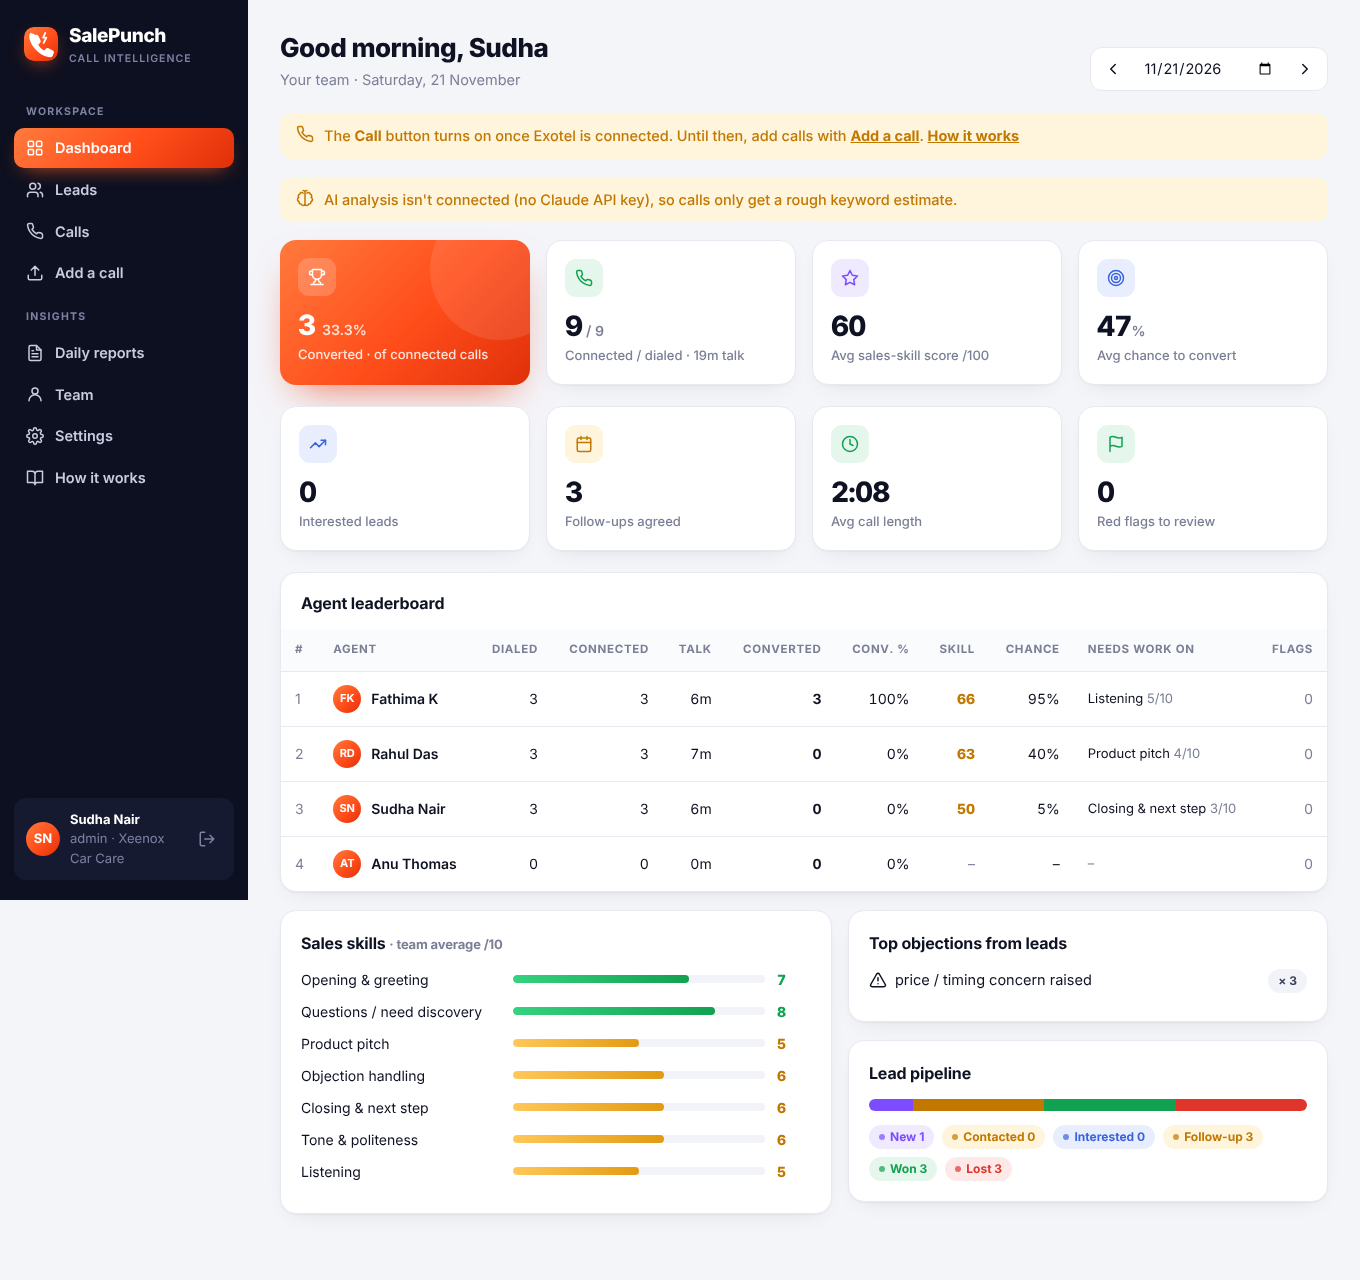 SalePunch
CALL INTELLIGENCE
WORKSPACE
Dashboard
Leads
Calls
Add a call
INSIGHTS
Daily reports
Team
Settings
How it works
SN
Sudha Nair
admin · Xeenox
Car Care
Good morning, Sudha
Your team · Saturday, 21 November
11/21/2026
The Call button turns on once Exotel is connected. Until then, add calls with Add a call. How it works
AI analysis isn't connected (no Claude API key), so calls only get a rough keyword estimate.
3 33.3%
Converted · of connected calls
9 / 9
Connected / dialed · 19m talk
60
Avg sales-skill score /100
47%
Avg chance to convert
0
Interested leads
3
Follow-ups agreed
2:08
Avg call length
0
Red flags to review
Agent leaderboard
# AGENT DIALED CONNECTED TALK CONVERTED CONV. % SKILL CHANCE NEEDS WORK ON FLAGS
1 FK Fathima K 3 3 6m 3 100% 66 95% Listening 5/10 0
2 RD Rahul Das 3 3 7m 0 0% 63 40% Product pitch 4/10 0
3 SN Sudha Nair 3 3 6m 0 0% 50 5% Closing & next step 3/10 0
4 AT Anu Thomas 0 0 0m 0 0% – – – 0
Sales skills · team average /10
Opening & greeting 7
Questions / need discovery 8
Product pitch 5
Objection handling 6
Closing & next step 6
Tone & politeness 6
Listening 5
Top objections from leads
price / timing concern raised × 3
Lead pipeline
New 1 Contacted 0 Interested 0 Follow-up 3
Won 3 Lost 3